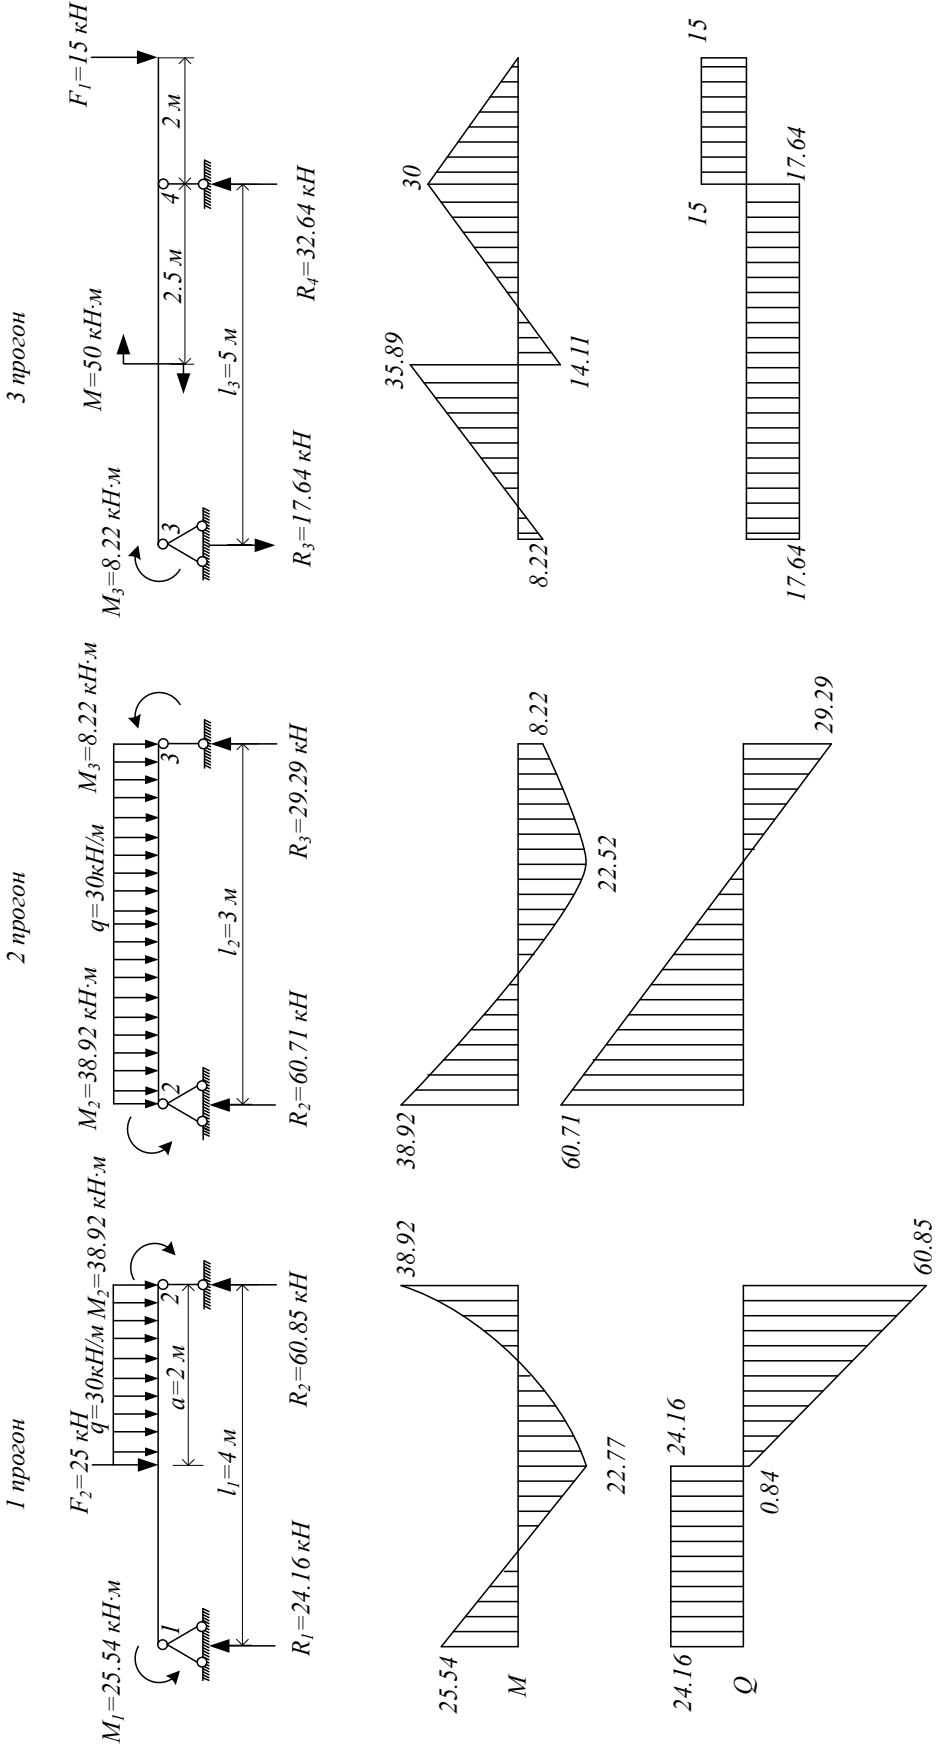 1 прогон
F₂=25 кН
q=30кН/м
M₂=38.92 кН·м
M₁=25.54 кН·м
1
2
a=2 м
l₁=4 м
R₁=24.16 кН
R₂=60.85 кН
25.54
38.92
22.77
M
24.16
24.16
0.84
60.85
Q
2 прогон
M₂=38.92 кН·м
q=30кН/м
M₃=8.22 кН·м
2
3
l₂=3 м
R₂=60.71 кН
R₃=29.29 кН
38.92
8.22
22.52
60.71
29.29
3 прогон
M₃=8.22 кН·м
M=50 кН·м
F₁=15 кН
3
4
2.5 м
2 м
l₃=5 м
R₃=17.64 кН
R₄=32.64 кН
8.22
35.89
14.11
30
15
15
17.64
17.64